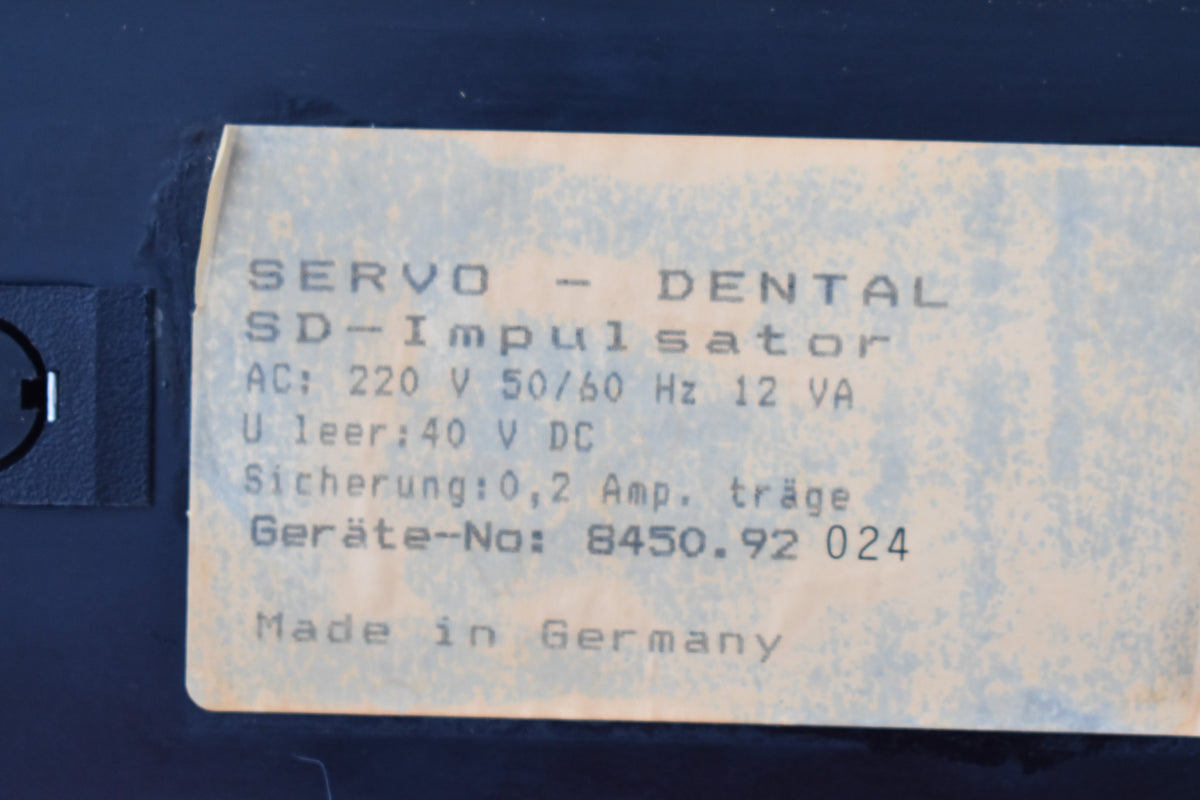 SERVO - DENTAL
SD-Impulsator
AC: 220 V 50/60 Hz 12 VA
U leer:40 V DC
Sicherung:0,2 Amp. träge
Geräte-No: 8450.92 024
Made in Germany